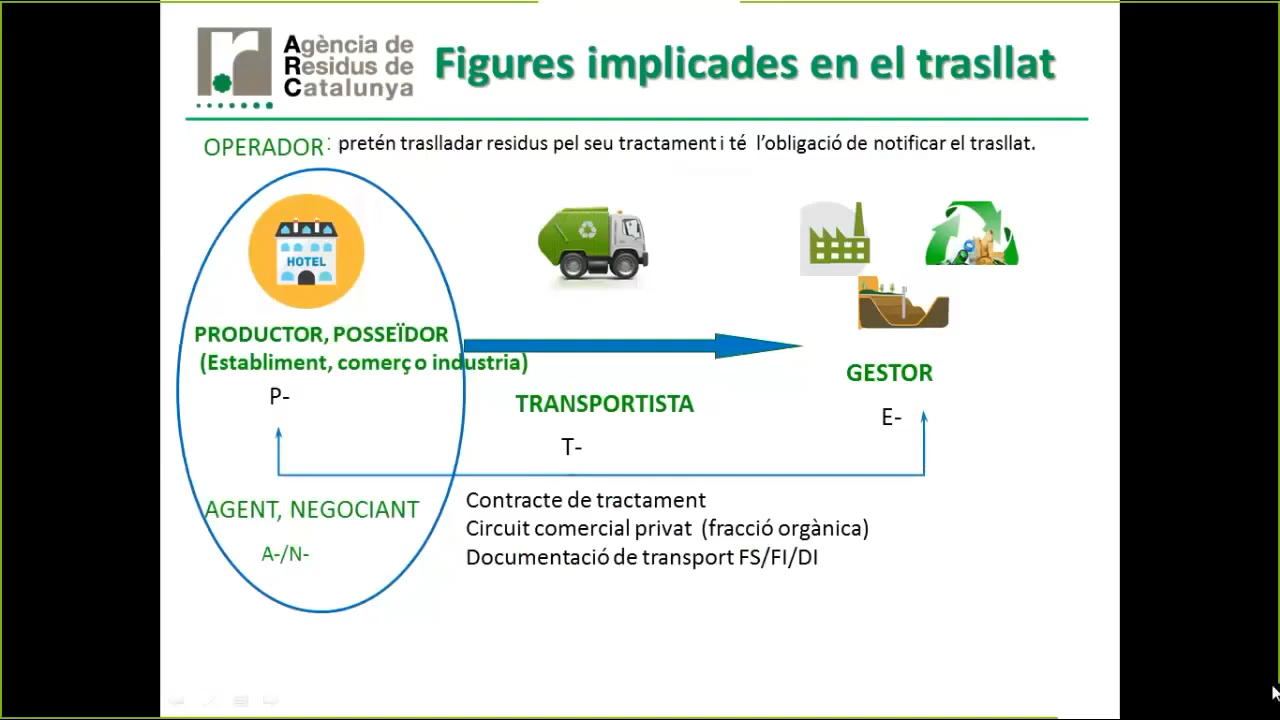 Agència de
Residus de
Catalunya
Figures implicades en el trasllat
OPERADOR: pretén traslladar residus pel seu tractament i té l’obligació de notificar el trasllat.
HOTEL
PRODUCTOR, POSSEÏDOR
(Establiment, comerç o industria)
P-
TRANSPORTISTA
T-
GESTOR
E-
AGENT, NEGOCIANT
A-/N-
Contracte de tractament
Circuit comercial privat (fracció orgànica)
Documentació de transport FS/FI/DI